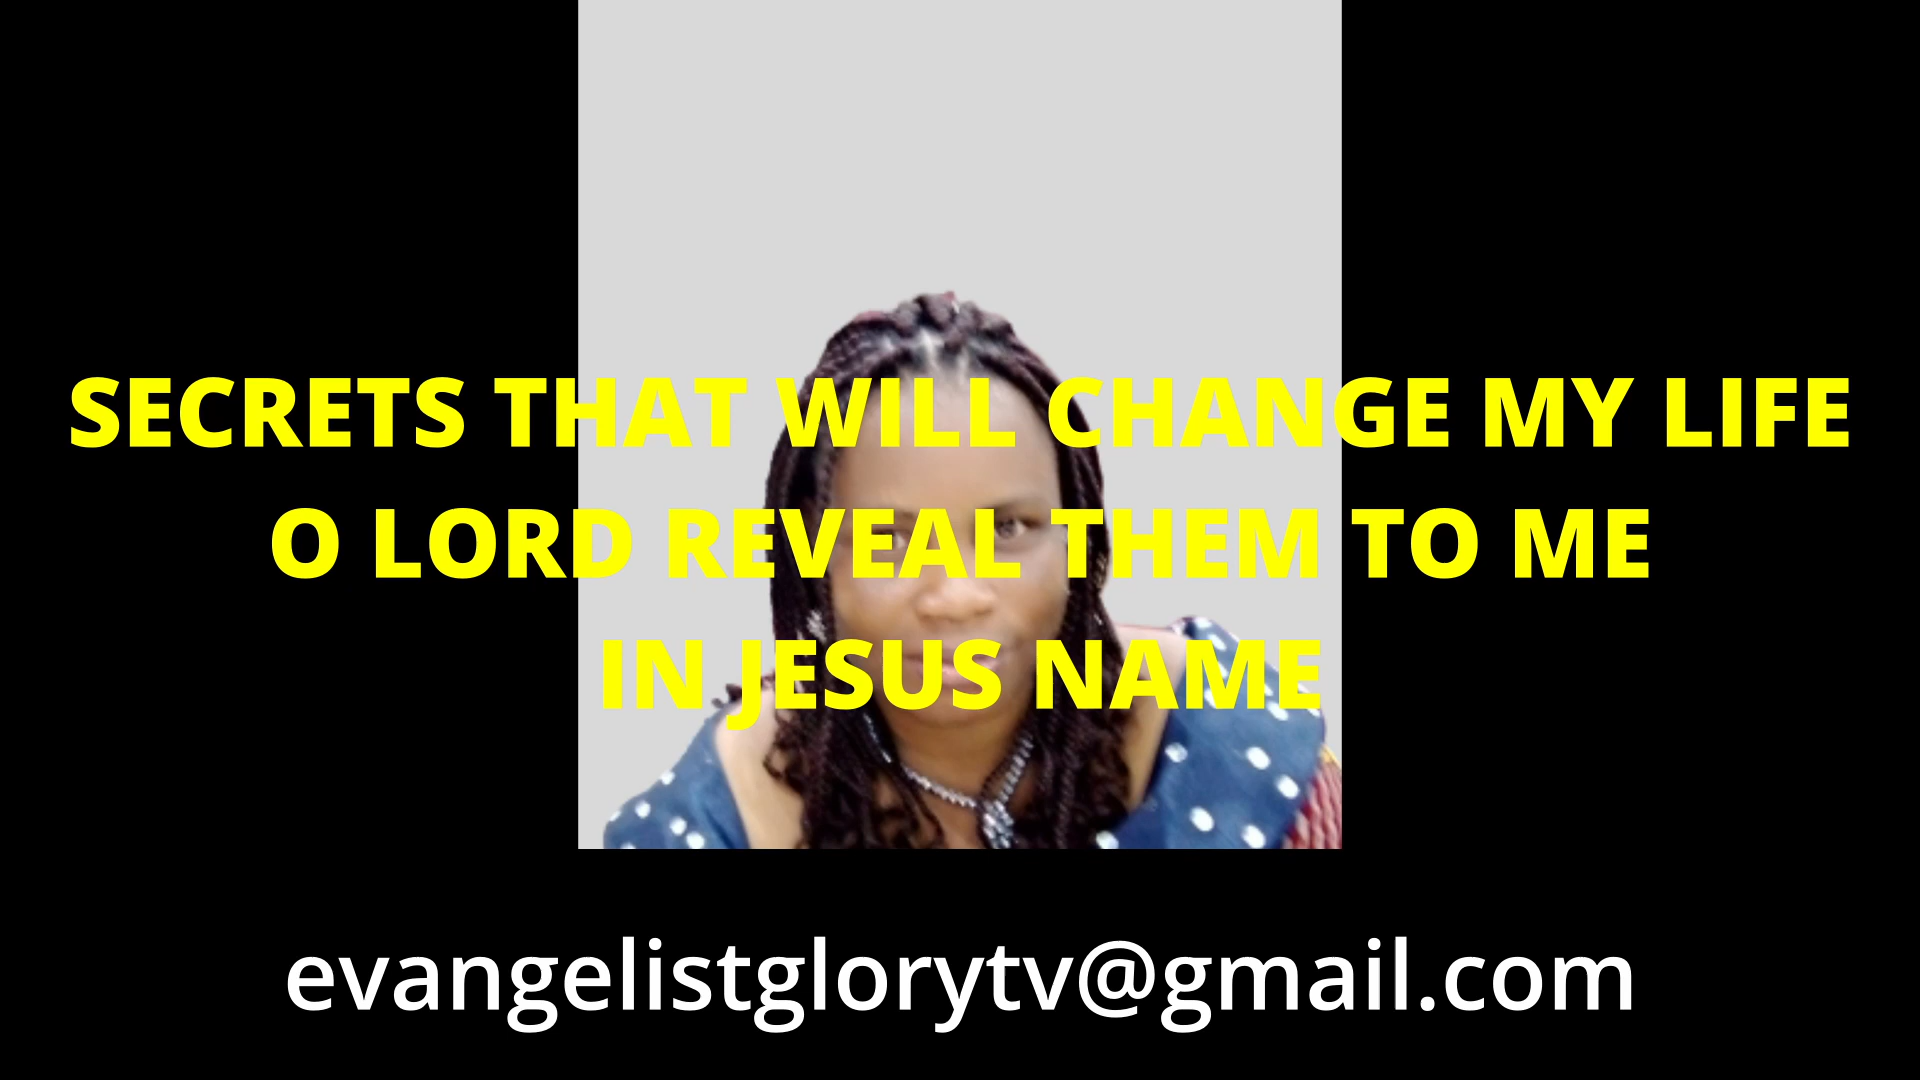 SECRETS THAT WILL CHANGE MY LIFE
O LORD REVEAL THEM TO ME
IN JESUS NAME
evangelistglorytv@gmail.com